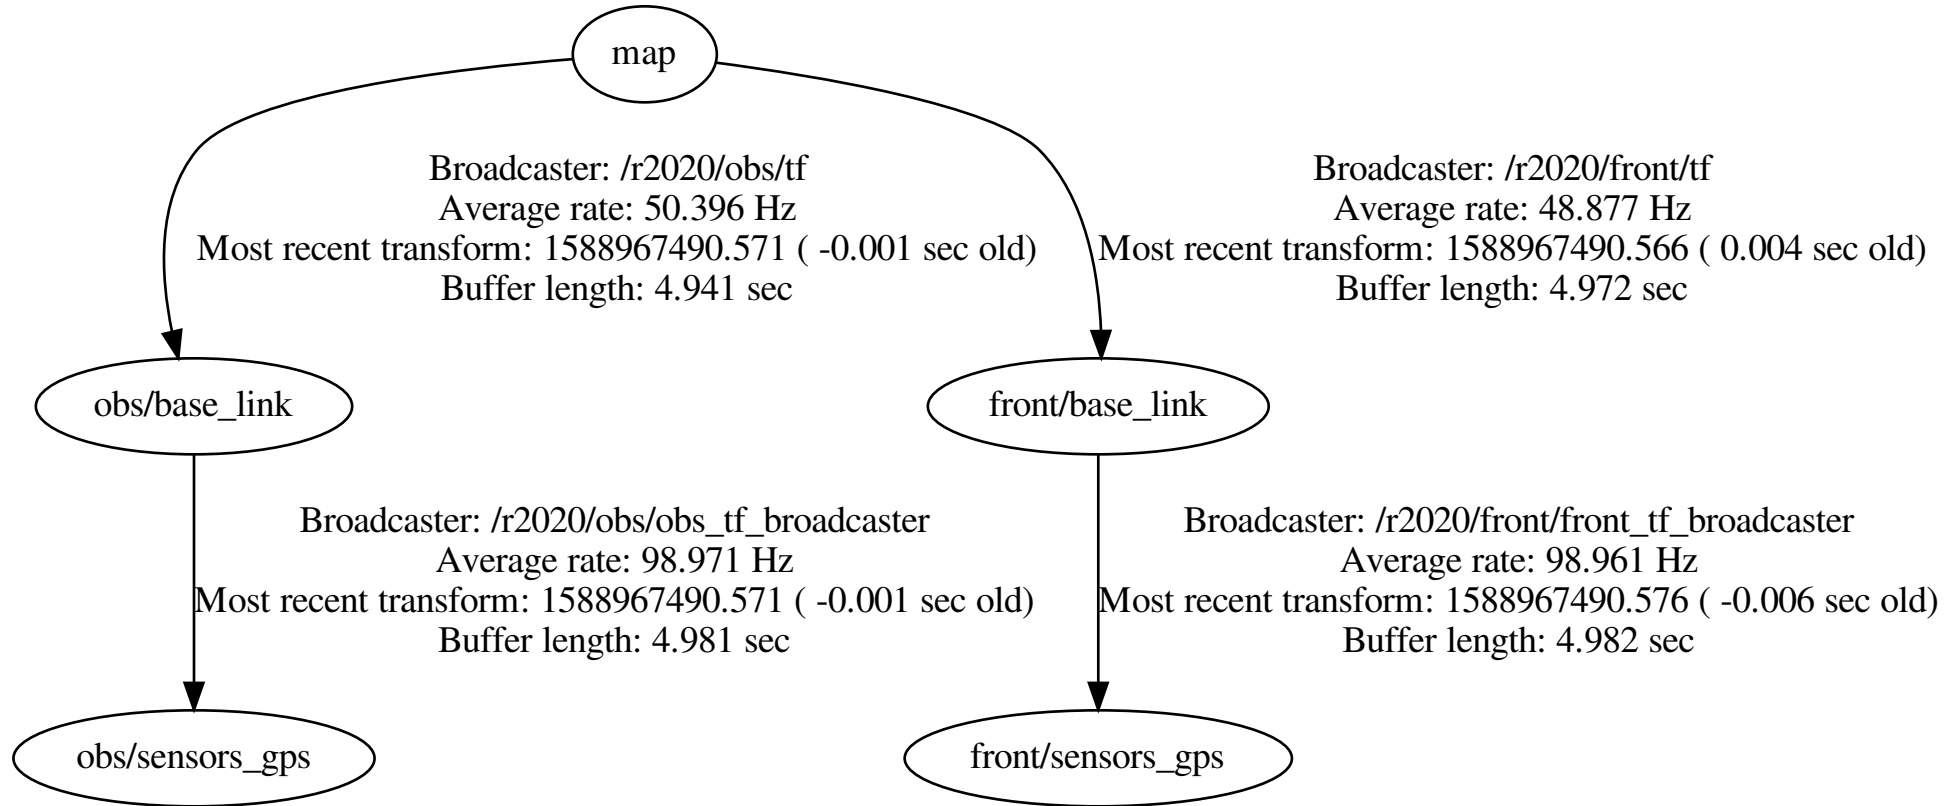 map
Broadcaster: /r2020/obs/tf
Average rate: 50.396 Hz
Most recent transform: 1588967490.571 ( -0.001 sec old)
Buffer length: 4.941 sec
Broadcaster: /r2020/front/tf
Average rate: 48.877 Hz
Most recent transform: 1588967490.566 ( 0.004 sec old)
Buffer length: 4.972 sec
obs/base_link
front/base_link
Broadcaster: /r2020/obs/obs_tf_broadcaster
Average rate: 98.971 Hz
Most recent transform: 1588967490.571 ( -0.001 sec old)
Buffer length: 4.981 sec
Broadcaster: /r2020/front/front_tf_broadcaster
Average rate: 98.961 Hz
Most recent transform: 1588967490.576 ( -0.006 sec old)
Buffer length: 4.982 sec
obs/sensors_gps
front/sensors_gps